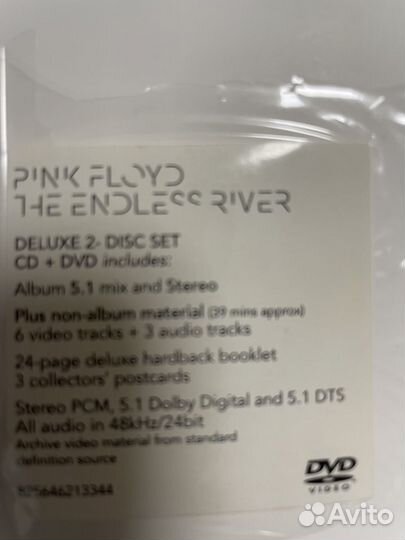 PINK FLOYD
THE ENDLESS RIVER
DELUXE 2- DISC SET
CD + DVD includes:
Album 5.1 mix and Stereo
Plus non-album material (39 mins approx)
6 video tracks + 3 audio tracks
24-page deluxe hardback booklet
3 collectors' postcards
Stereo PCM, 5.1 Dolby Digital and 5.1 DTS
All audio in 48kHz/24bit
Archive video material from standard
definition source
DVD
VIDEO
825646213344
Avito